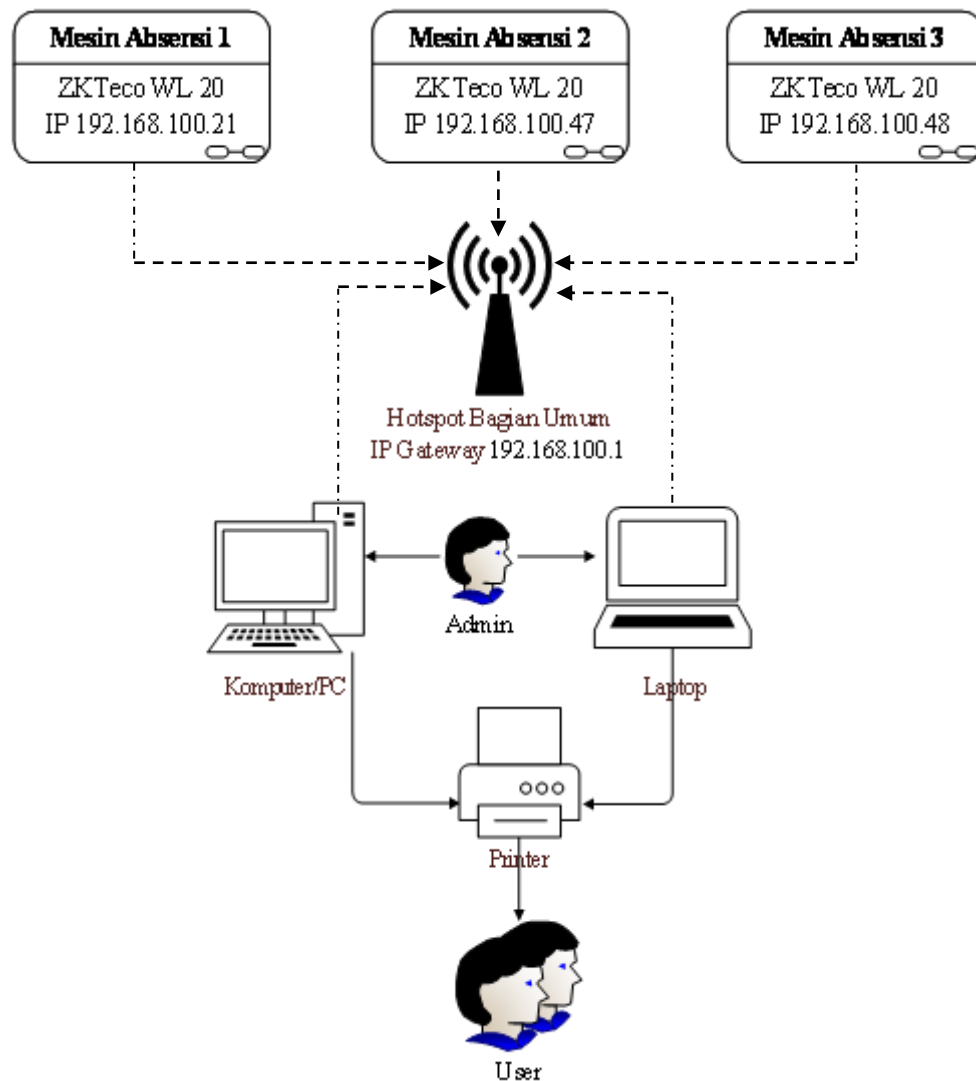 Mesin Absensi 1
ZKTeco WL 20
IP 192.168.100.21
Mesin Absensi 2
ZKTeco WL 20
IP 192.168.100.47
Mesin Absensi 3
ZKTeco WL 20
IP 192.168.100.48
Hotspot Bagian Umum
IP Gateway 192.168.100.1
Admin
Komputer/PC
Laptop
Printer
User